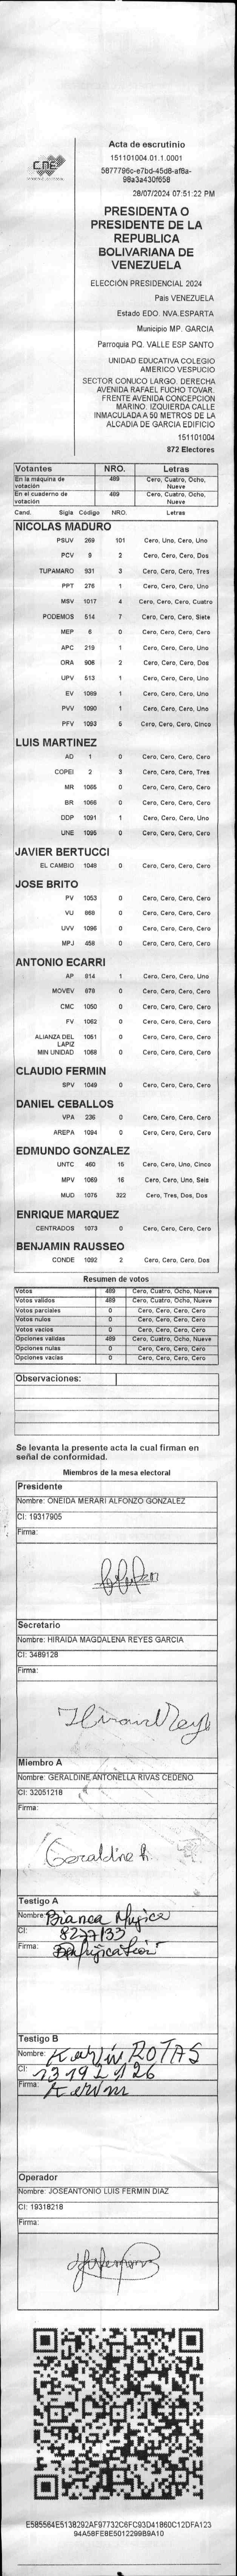 CNE
Acta de escrutinio
151101004.01.1.0001
5877796c-e7bd-45d8-af8a-
98a3a430f658
28/07/2024 07:51:22 PM
PRESIDENTA O
PRESIDENTE DE LA
REPUBLICA
BOLIVARIANA DE
VENEZUELA
ELECCIÓN PRESIDENCIAL 2024
Pais VENEZUELA
Estado EDO. NVA.ESPARTA
Municipio MP. GARCIA
Parroquia PQ. VALLE ESP SANTO
UNIDAD EDUCATIVA COLEGIO
AMERICO VESPUCIO
SECTOR CONUCO LARGO. DERECHA
AVENIDA RAFAEL FUCHO TOVAR.
FRENTE AVENIDA CONCEPCION
MARINO. IZQUIERDA CALLE
INMACULADA A 50 METROS DE LA
ALCADIA DE GARCIA EDIFICIO
151101004
872 Electores
Votantes NRO. Letras
En la máquina de votación 489 Cero, Cuatro, Ocho, Nueve
En el cuaderno de votación 489 Cero, Cuatro, Ocho, Nueve
Cand. Sigla Código NRO. Letras
NICOLAS MADURO
PSUV 269 101 Cero, Uno, Cero, Uno
PCV 9 2 Cero, Cero, Cero, Dos
TUPAMARO 931 3 Cero, Cero, Cero, Tres
PPT 276 1 Cero, Cero, Cero, Uno
MSV 1017 4 Cero, Cero, Cero, Cuatro
PODEMOS 514 7 Cero, Cero, Cero, Siete
MEP 6 0 Cero, Cero, Cero, Cero
APC 219 1 Cero, Cero, Cero, Uno
ORA 906 2 Cero, Cero, Cero, Dos
UPV 513 1 Cero, Cero, Cero, Uno
EV 1089 1 Cero, Cero, Cero, Uno
PVV 1090 1 Cero, Cero, Cero, Uno
PFV 1093 5 Cero, Cero, Cero, Cinco
LUIS MARTINEZ
AD 1 0 Cero, Cero, Cero, Cero
COPEI 2 3 Cero, Cero, Cero, Tres
MR 1065 0 Cero, Cero, Cero, Cero
BR 1066 0 Cero, Cero, Cero, Cero
DDP 1091 1 Cero, Cero, Cero, Uno
UNE 1095 0 Cero, Cero, Cero, Cero
JAVIER BERTUCCI
EL CAMBIO 1048 0 Cero, Cero, Cero, Cero
JOSE BRITO
PV 1053 0 Cero, Cero, Cero, Cero
VU 868 0 Cero, Cero, Cero, Cero
UVV 1096 0 Cero, Cero, Cero, Cero
MPJ 458 0 Cero, Cero, Cero, Cero
ANTONIO ECARRI
AP 814 1 Cero, Cero, Cero, Uno
MOVEV 879 0 Cero, Cero, Cero, Cero
CMC 1050 0 Cero, Cero, Cero, Cero
FV 1062 0 Cero, Cero, Cero, Cero
ALIANZA DEL LAPIZ 1051 0 Cero, Cero, Cero, Cero
MIN UNIDAD 1068 0 Cero, Cero, Cero, Cero
CLAUDIO FERMIN
SPV 1049 0 Cero, Cero, Cero, Cero
DANIEL CEBALLOS
VPA 236 0 Cero, Cero, Cero, Cero
AREPA 1094 0 Cero, Cero, Cero, Cero
EDMUNDO GONZALEZ
UNTC 460 15 Cero, Cero, Uno, Cinco
MPV 1069 16 Cero, Cero, Uno, Seis
MUD 1075 322 Cero, Tres, Dos, Dos
ENRIQUE MARQUEZ
CENTRADOS 1073 0 Cero, Cero, Cero, Cero
BENJAMIN RAUSSEO
CONDE 1092 2 Cero, Cero, Cero, Dos
Resumen de votos
Votos 489 Cero, Cuatro, Ocho, Nueve
Votos validos 489 Cero, Cuatro, Ocho, Nueve
Votos parciales 0 Cero, Cero, Cero, Cero
Votos nulos 0 Cero, Cero, Cero, Cero
Votos vacios 0 Cero, Cero, Cero, Cero
Opciones validas 489 Cero, Cuatro, Ocho, Nueve
Opciones nulas 0 Cero, Cero, Cero, Cero
Opciones vacias 0 Cero, Cero, Cero, Cero
Observaciones:
Se levanta la presente acta la cual firman en
señal de conformidad.
Miembros de la mesa electoral
Presidente
Nombre: ONEIDA MERARI ALFONZO GONZALEZ
CI: 19317905
Firma:
Secretario
Nombre: HIRAIDA MAGDALENA REYES GARCIA
CI: 3489128
Firma:
Miembro A
Nombre: GERALDINE ANTONELLA RIVAS CEDEÑO
CI: 32051218
Firma:
Geraldine R.
Testigo A
Nombre: Bianca Mujica
CI: 8227133
Firma:
Testigo B
Nombre: Kervin ROTAS
CI: 13192126
Firma: Kervin
Operador
Nombre: JOSEANTONIO LUIS FERMIN DIAZ
CI: 19318218
Firma:
E585564E5138292AF97732C6FC93D41860C12DFA123
94A58FEBE5012299B9A10